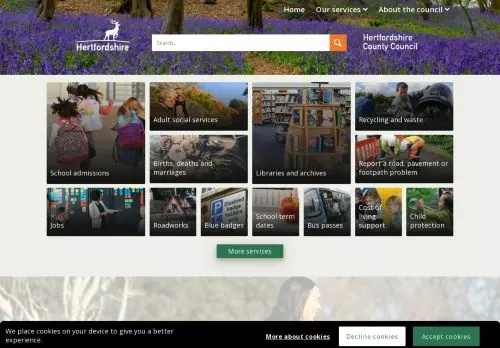 Home
Our services
About the council
Hertfordshire
Search...
Hertfordshire
County Council
School admissions
Adult social services
Births, deaths and
marriages
Libraries and archives
Recycling and waste
Report a road, pavement or
footpath problem
Jobs
Roadworks
Disabled
badge
Blue badges
School term
dates
Bus passes
Cost of
living
support
Child
protection
More services
We place cookies on your device to give you a better
experience.
More about cookies
Decline cookies
Accept cookies